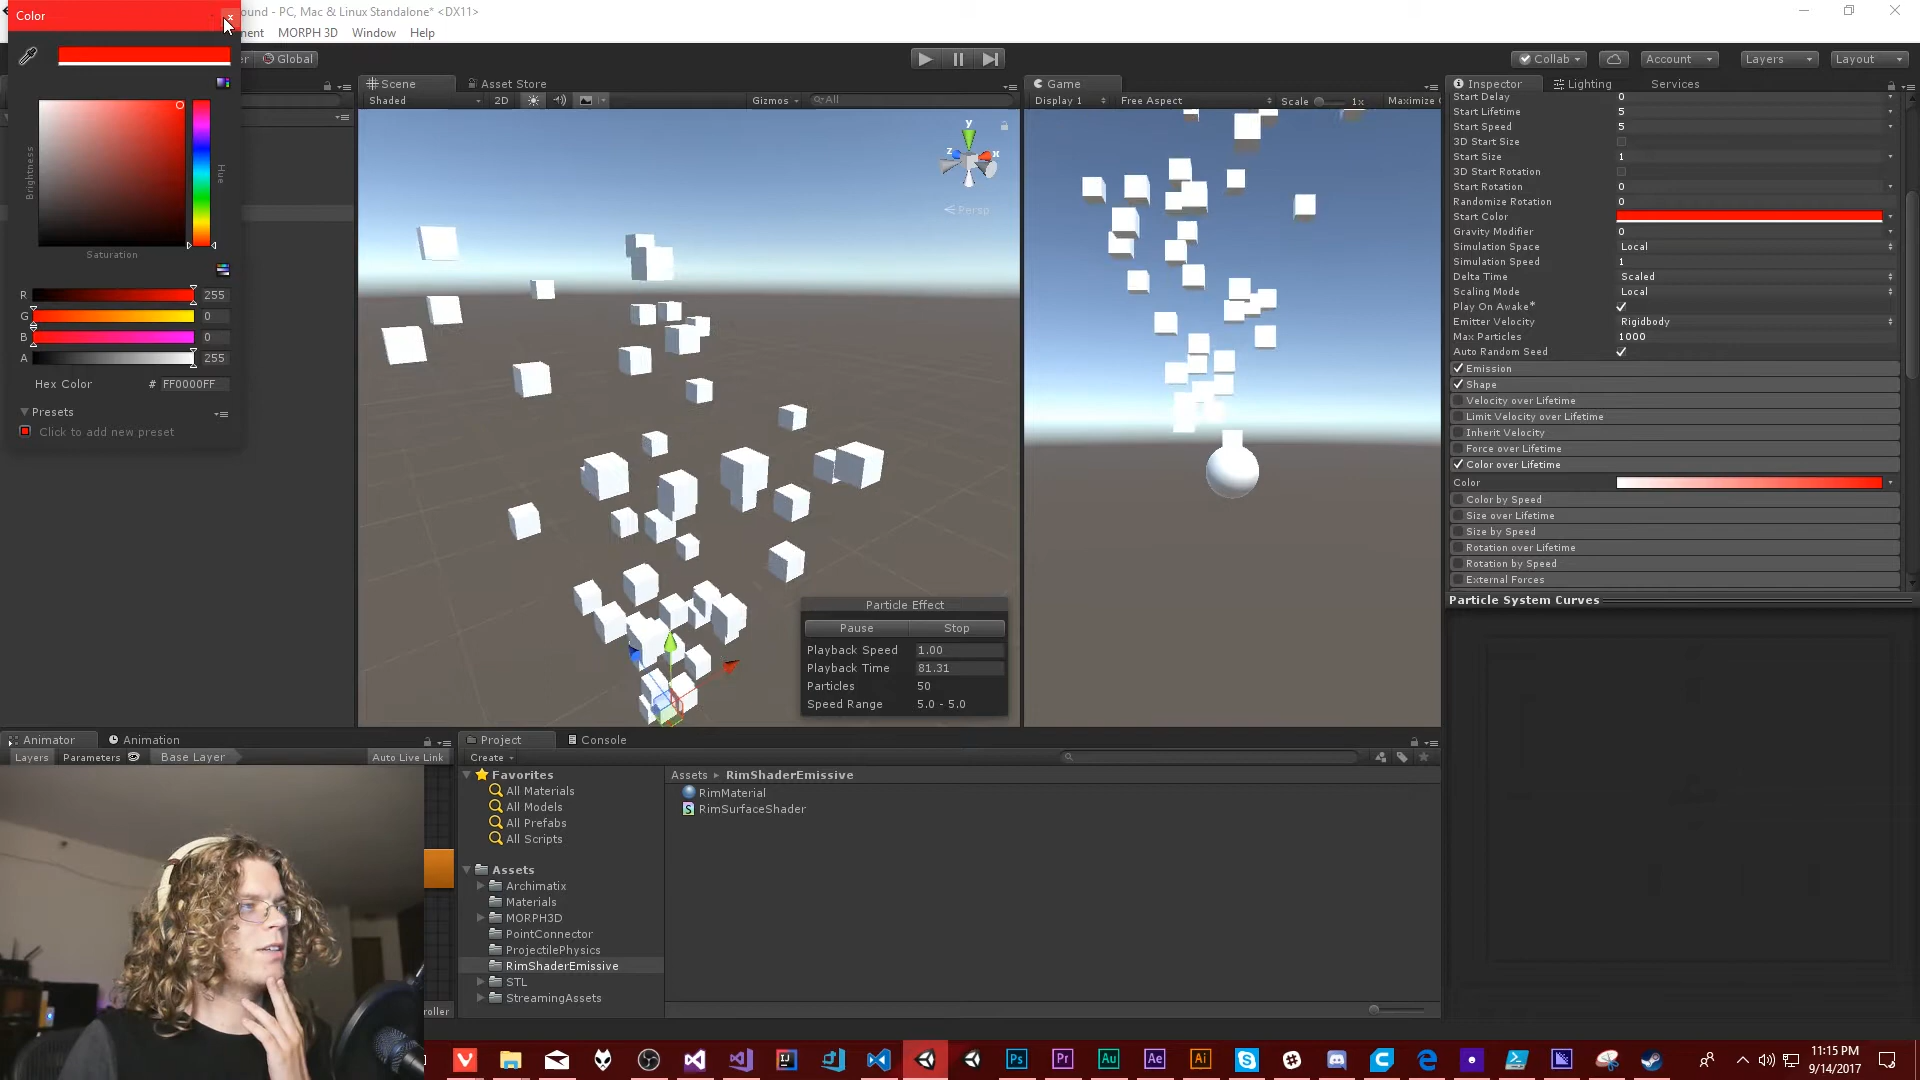 Color
ound - PC, Mac & Linux Standalone* <DX11>
nent MORPH 3D Window Help
er Global
Collab Account Layers Layout
Scene Asset Store
Shaded 2D Gizmos All
y
z x
Persp
Game
Display 1 Free Aspect Scale 1x Maximize
Inspector Lighting Services
Start Delay 0
Start Lifetime 5
Start Speed 5
3D Start Size
Start Size 1
3D Start Rotation
Start Rotation 0
Randomize Rotation 0
Start Color
Gravity Modifier 0
Simulation Space Local
Simulation Speed 1
Delta Time Scaled
Scaling Mode Local
Play On Awake*
Emitter Velocity Rigidbody
Max Particles 1000
Auto Random Seed
Emission
Shape
Velocity over Lifetime
Limit Velocity over Lifetime
Inherit Velocity
Force over Lifetime
Color over Lifetime
Color
Color by Speed
Size over Lifetime
Size by Speed
Rotation over Lifetime
Rotation by Speed
External Forces
Particle System Curves
Brightness
Hue
Saturation
R 255
G 0
B 0
A 255
Hex Color # FF0000FF
Presets
Click to add new preset
Particle Effect
Pause Stop
Playback Speed 1.00
Playback Time 81.31
Particles 50
Speed Range 5.0 - 5.0
Animator Animation
Layers Parameters Base Layer Auto Live Link
oller
Project Console
Create
Favorites
All Materials
All Models
All Prefabs
All Scripts
Assets
Archimatix
Materials
MORPH3D
PointConnector
ProjectilePhysics
RimShaderEmissive
STL
StreamingAssets
Assets ▸ RimShaderEmissive
RimMaterial
RimSurfaceShader
Ps Pr Au Ae Ai
11:15 PM
9/14/2017